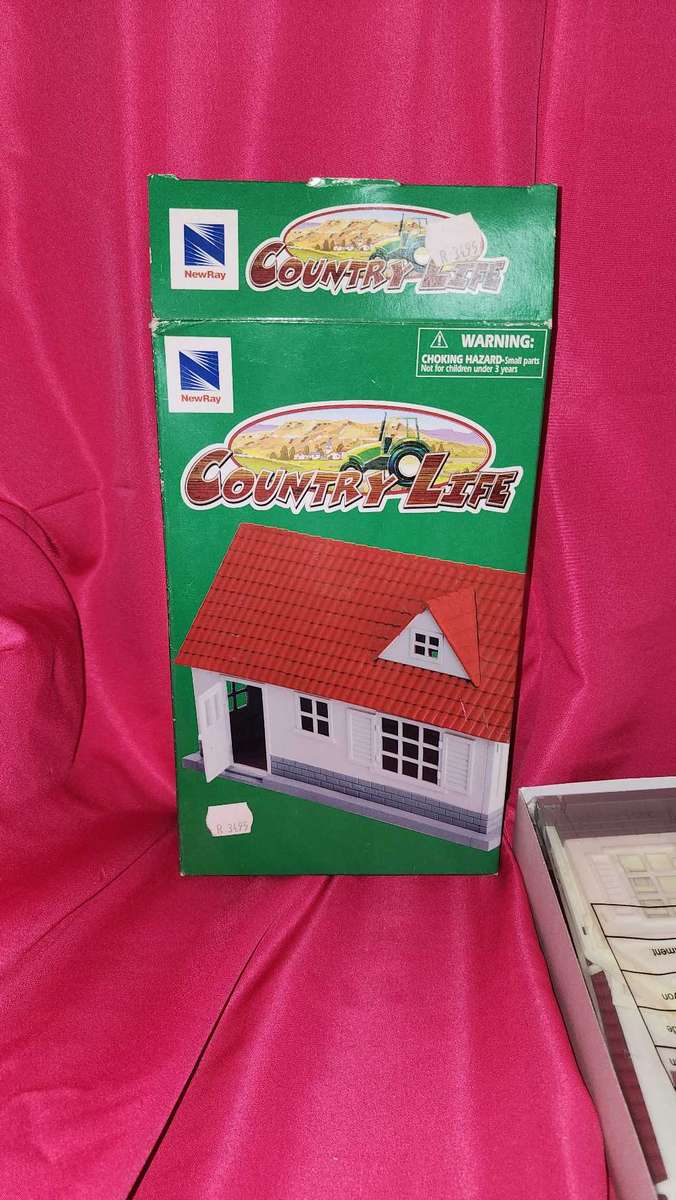 NewRay
COUNTRY LIFE
R 3495
WARNING:
CHOKING HAZARD-Small parts
Not for children under 3 years
NewRay
COUNTRY LIFE
R 3495